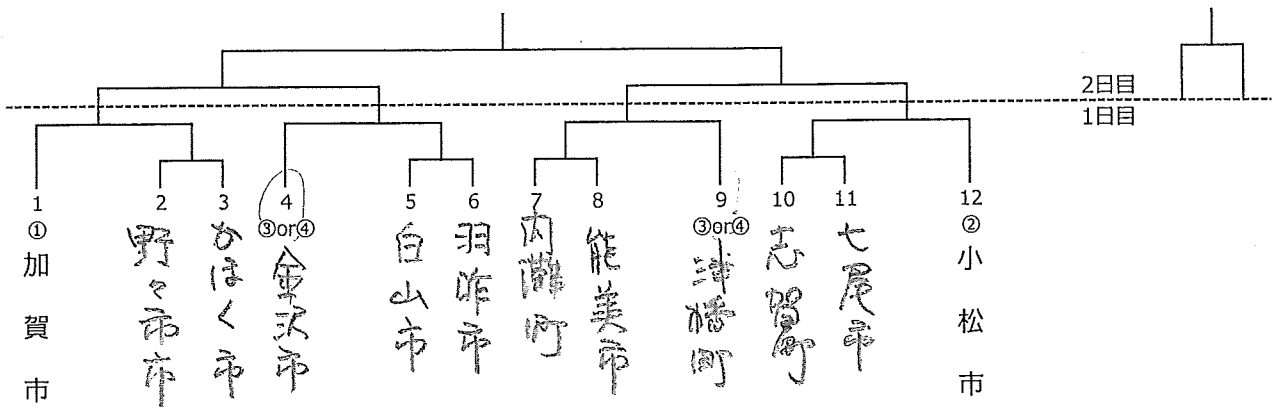 2日目
1日目
1
2
3
4
5
6
7
8
9
10
11
12
①
③or④
③or④
②
加賀市
野々市市
かほく市
金沢市
白山市
羽咋市
内灘町
能美市
津幡町
志賀町
七尾市
小松市